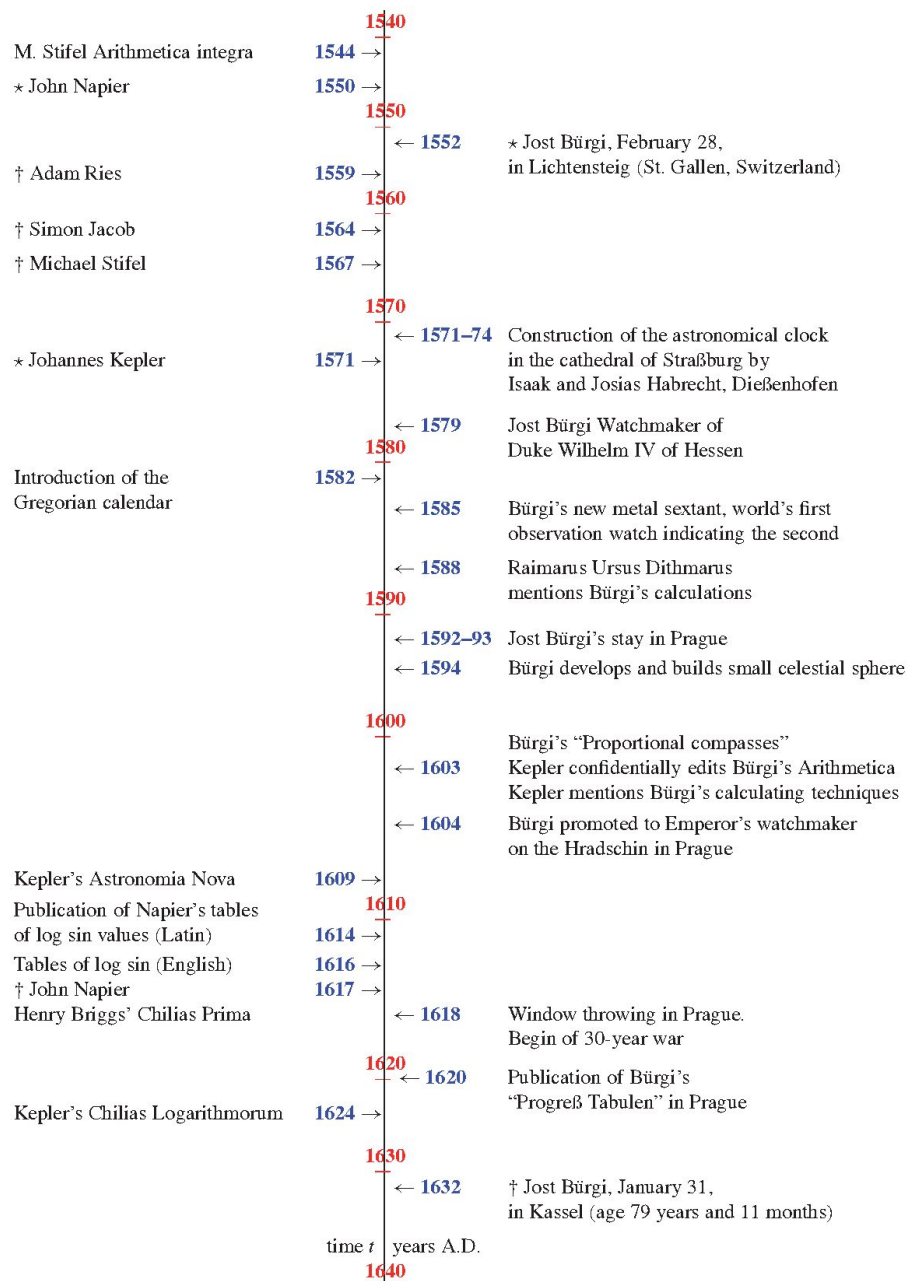 1540
M. Stifel Arithmetica integra 1544 →
⋆ John Napier 1550 →
1550
← 1552 ⋆ Jost Bürgi, February 28,
in Lichtensteig (St. Gallen, Switzerland)
† Adam Ries 1559 →
1560
† Simon Jacob 1564 →
† Michael Stifel 1567 →
1570
← 1571–74 Construction of the astronomical clock
⋆ Johannes Kepler 1571 → in the cathedral of Straßburg by
Isaak and Josias Habrecht, Dießenhofen
← 1579 Jost Bürgi Watchmaker of
1580 Duke Wilhelm IV of Hessen
Introduction of the 1582 →
Gregorian calendar
← 1585 Bürgi's new metal sextant, world's first
observation watch indicating the second
← 1588 Raimarus Ursus Dithmarus
1590 mentions Bürgi's calculations
← 1592–93 Jost Bürgi's stay in Prague
← 1594 Bürgi develops and builds small celestial sphere
1600
Bürgi's “Proportional compasses”
← 1603 Kepler confidentially edits Bürgi's Arithmetica
Kepler mentions Bürgi's calculating techniques
← 1604 Bürgi promoted to Emperor's watchmaker
on the Hradschin in Prague
Kepler's Astronomia Nova 1609 →
1610
Publication of Napier's tables
of log sin values (Latin) 1614 →
Tables of log sin (English) 1616 →
† John Napier 1617 →
Henry Briggs' Chilias Prima ← 1618 Window throwing in Prague.
Begin of 30-year war
1620
← 1620 Publication of Bürgi's
“Progreß Tabulen” in Prague
Kepler's Chilias Logarithmorum 1624 →
1630
← 1632 † Jost Bürgi, January 31,
in Kassel (age 79 years and 11 months)
time t years A.D.
1640